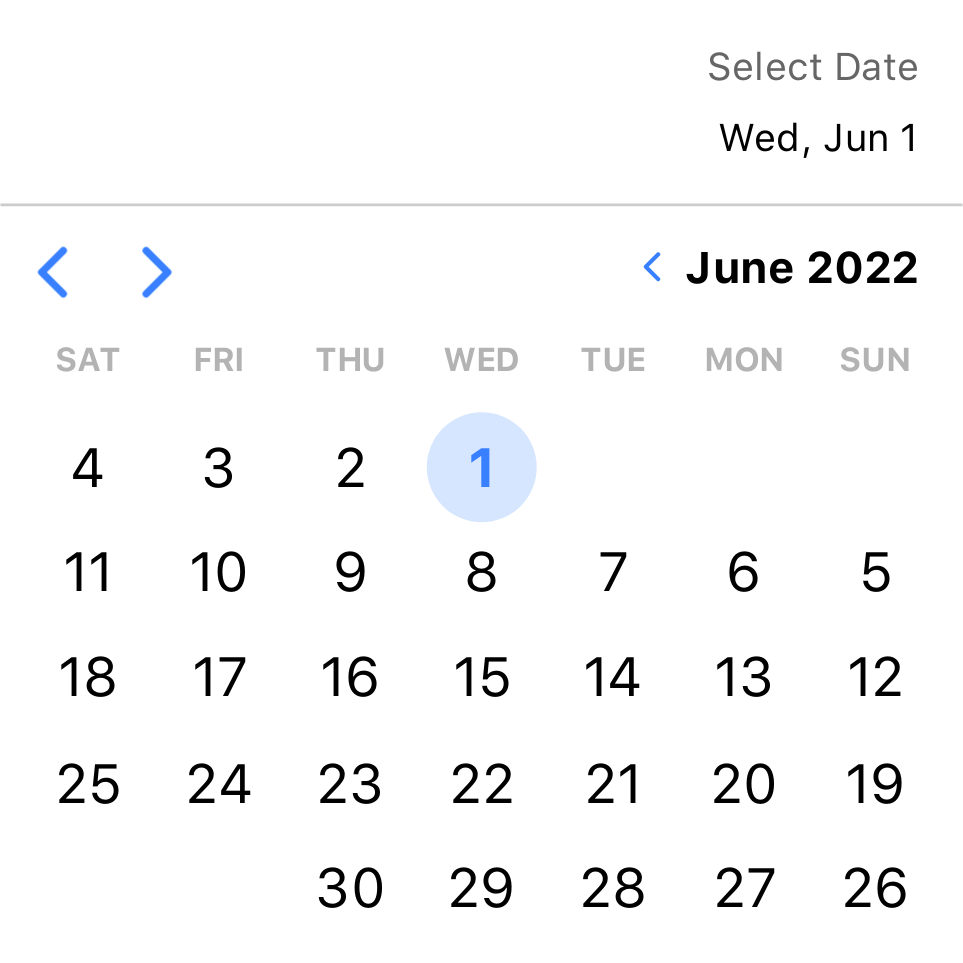 Select Date
Wed, Jun 1
June 2022
SAT FRI THU WED TUE MON SUN
4 3 2 1
11 10 9 8 7 6 5
18 17 16 15 14 13 12
25 24 23 22 21 20 19
30 29 28 27 26